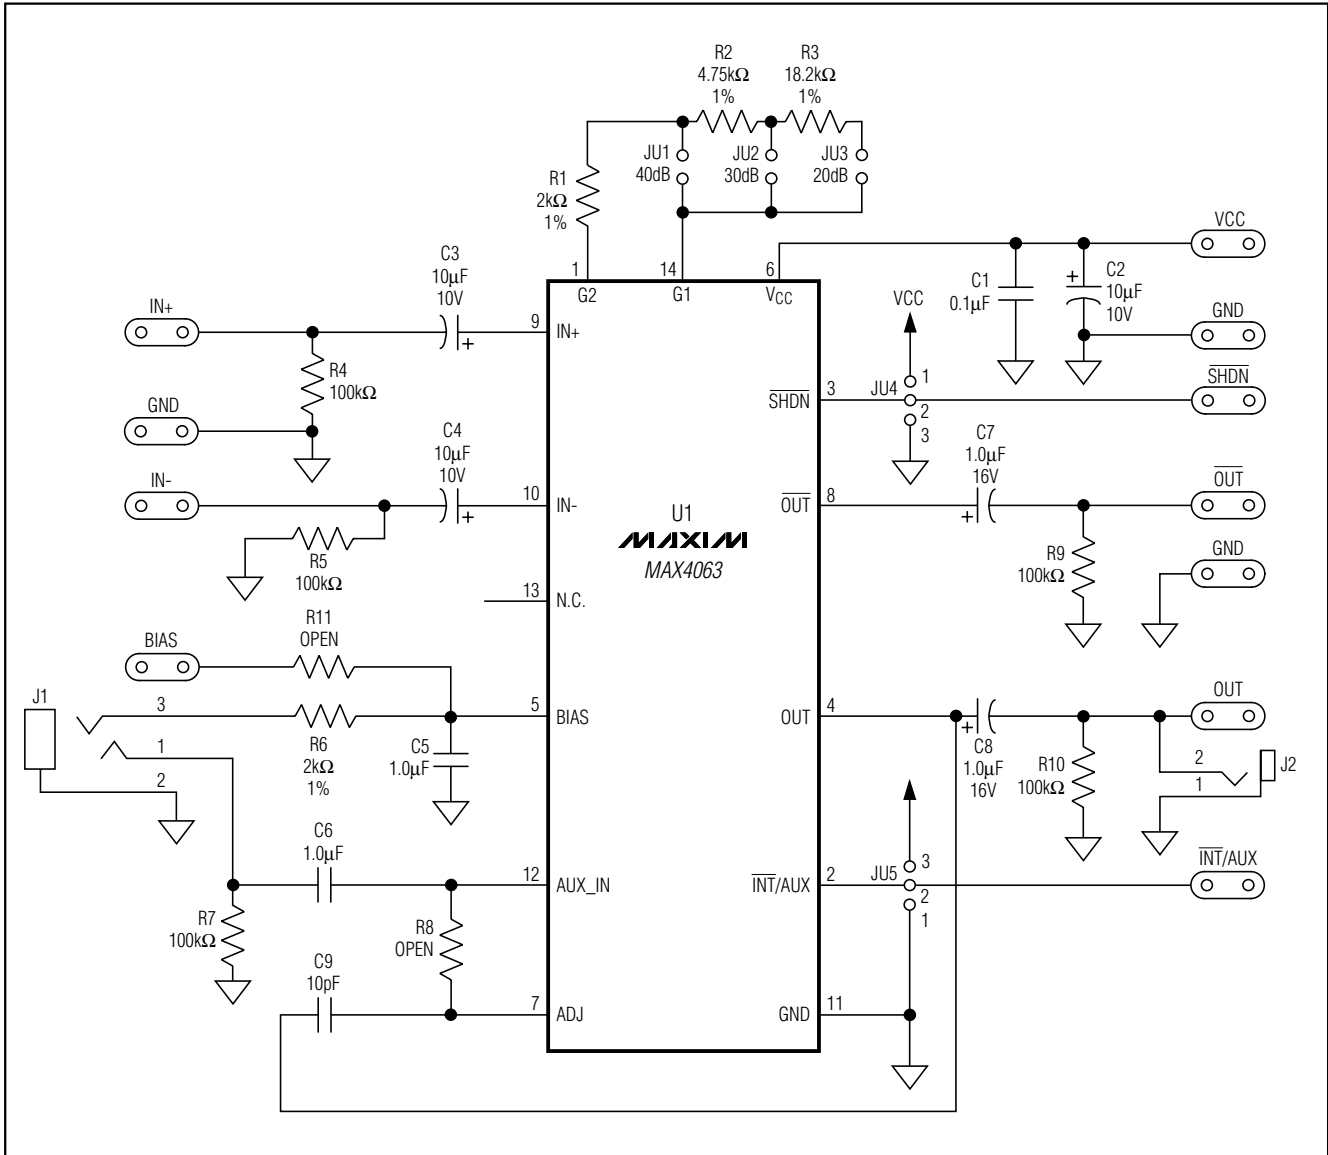 R2
4.75kΩ
1%
R3
18.2kΩ
1%
JU1
40dB
JU2
30dB
JU3
20dB
R1
2kΩ
1%
VCC
C3
10µF
10V
1
14
6
G2
G1
VCC
C1
0.1µF
+
C2
10µF
10V
VCC
GND
IN+
9
IN+
+
R4
100kΩ
1
SHDN
3
JU4
SHDN
2
3
GND
C4
10µF
10V
C7
1.0µF
16V
IN-
10
IN-
+
OUT
8
+
OUT
U1
MAXIM
MAX4063
R5
100kΩ
R9
100kΩ
GND
13
N.C.
R11
OPEN
BIAS
OUT
J1
3
5
BIAS
OUT
4
+
1
R6
2kΩ
1%
C5
1.0µF
C8
1.0µF
16V
R10
100kΩ
2
J2
1
2
C6
1.0µF
INT/AUX
3
12
AUX_IN
INT/AUX
2
JU5
2
1
R7
100kΩ
R8
OPEN
C9
10pF
7
ADJ
GND
11